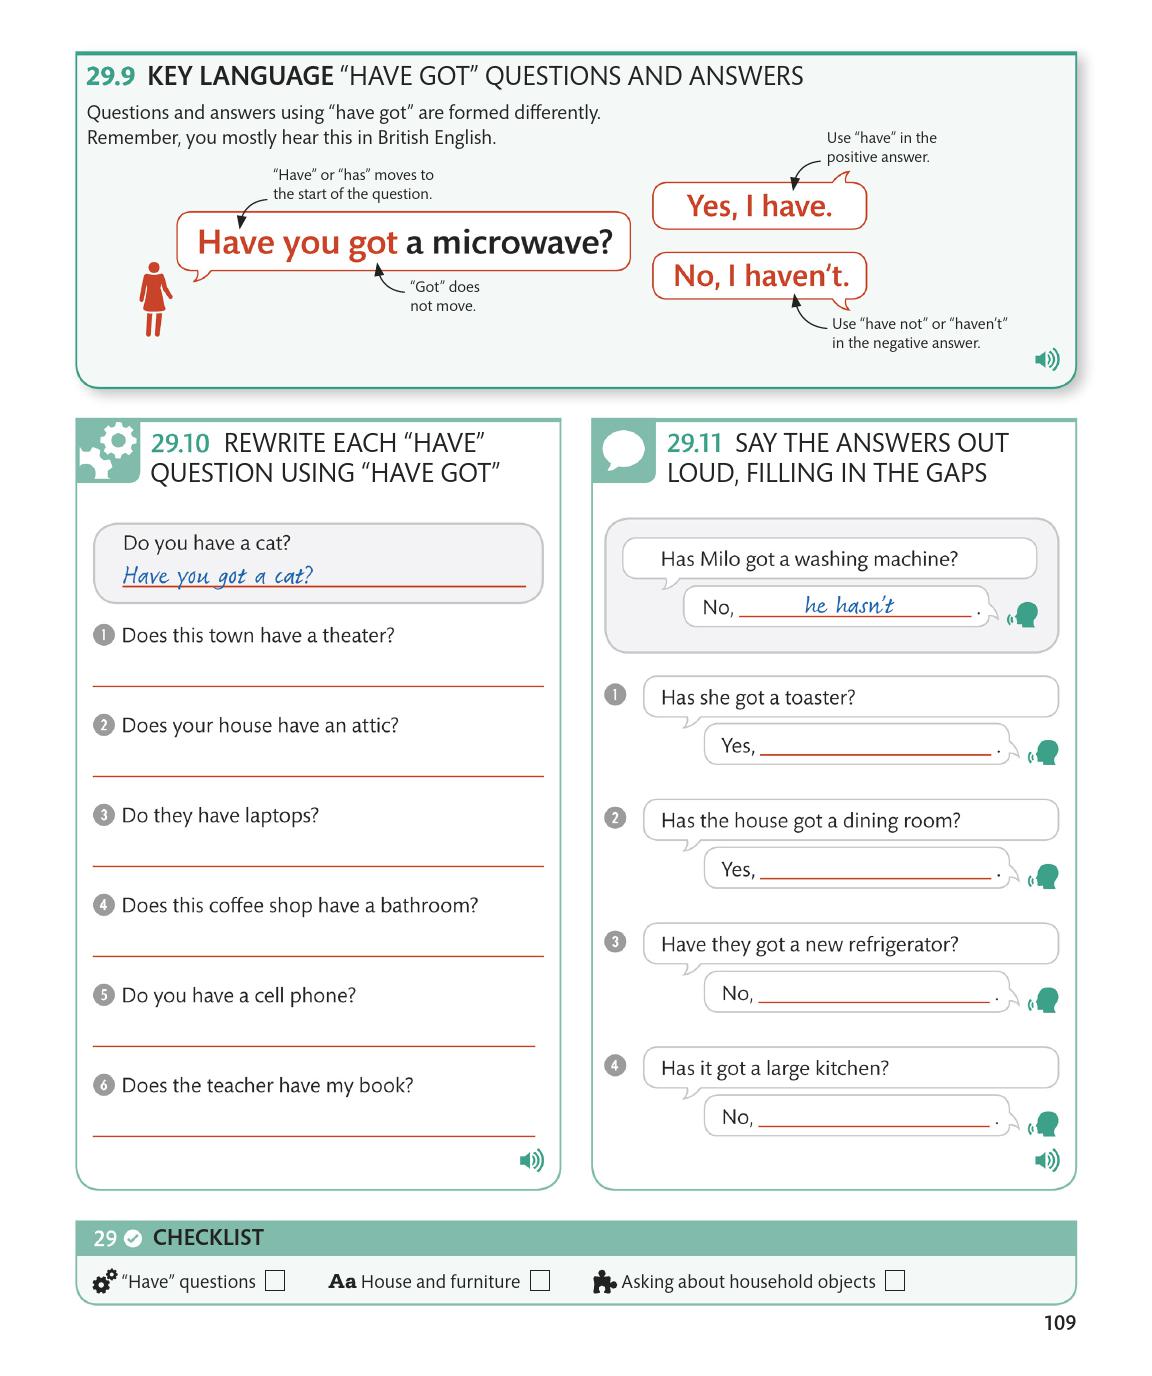 29.9 KEY LANGUAGE “HAVE GOT” QUESTIONS AND ANSWERS
Questions and answers using “have got” are formed differently.
Remember, you mostly hear this in British English.
“Have” or “has” moves to
the start of the question.
Have you got a microwave?
“Got” does
not move.
Use “have” in the
positive answer.
Yes, I have.
No, I haven’t.
Use “have not” or “haven’t”
in the negative answer.
29.10 REWRITE EACH “HAVE”
QUESTION USING “HAVE GOT”
Do you have a cat?
Have you got a cat?
1 Does this town have a theater?
2 Does your house have an attic?
3 Do they have laptops?
4 Does this coffee shop have a bathroom?
5 Do you have a cell phone?
6 Does the teacher have my book?
29.11 SAY THE ANSWERS OUT
LOUD, FILLING IN THE GAPS
Has Milo got a washing machine?
No, he hasn’t .
1 Has she got a toaster?
Yes, .
2 Has the house got a dining room?
Yes, .
3 Have they got a new refrigerator?
No, .
4 Has it got a large kitchen?
No, .
29 CHECKLIST
“Have” questions Aa House and furniture Asking about household objects
109